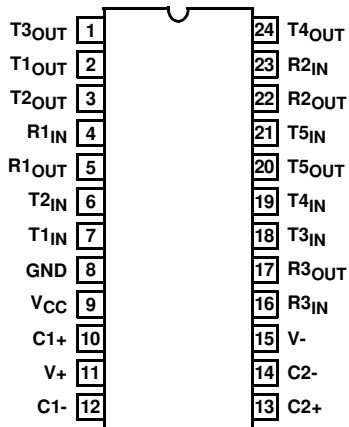 T3OUT 1 24 T4OUT
T1OUT 2 23 R2IN
T2OUT 3 22 R2OUT
R1IN 4 21 T5IN
R1OUT 5 20 T5OUT
T2IN 6 19 T4IN
T1IN 7 18 T3IN
GND 8 17 R3OUT
VCC 9 16 R3IN
C1+ 10 15 V-
V+ 11 14 C2-
C1- 12 13 C2+